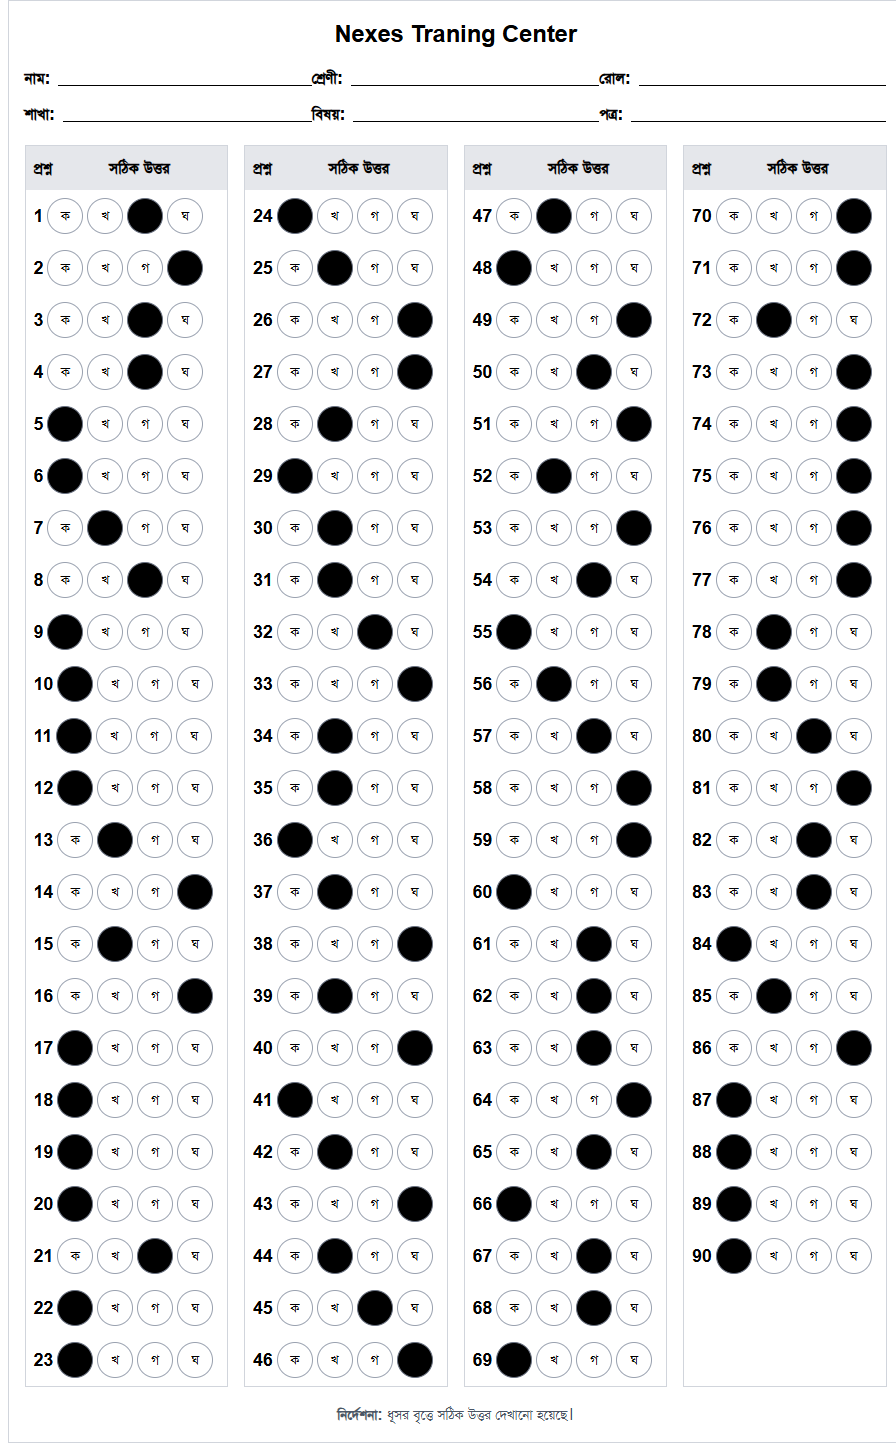 Nexes Traning Center
নাম: শ্রেণী: রোল:
শাখা: বিষয়: পত্র:
প্রশ্ন সঠিক উত্তর
1 ক খ ঘ
2 ক খ গ
3 ক খ ঘ
4 ক খ ঘ
5 খ গ ঘ
6 খ গ ঘ
7 ক গ ঘ
8 ক খ ঘ
9 খ গ ঘ
10 খ গ ঘ
11 খ গ ঘ
12 খ গ ঘ
13 ক গ ঘ
14 ক খ গ
15 ক গ ঘ
16 ক খ গ
17 খ গ ঘ
18 খ গ ঘ
19 খ গ ঘ
20 খ গ ঘ
21 ক খ ঘ
22 খ গ ঘ
23 খ গ ঘ
প্রশ্ন সঠিক উত্তর
24 খ গ ঘ
25 ক গ ঘ
26 ক খ গ
27 ক খ গ
28 ক গ ঘ
29 খ গ ঘ
30 ক গ ঘ
31 ক গ ঘ
32 ক খ ঘ
33 ক খ গ
34 ক গ ঘ
35 ক গ ঘ
36 খ গ ঘ
37 ক গ ঘ
38 ক খ গ
39 ক গ ঘ
40 ক খ গ
41 খ গ ঘ
42 ক গ ঘ
43 ক খ গ
44 ক গ ঘ
45 ক খ ঘ
46 ক খ গ
প্রশ্ন সঠিক উত্তর
47 ক গ ঘ
48 খ গ ঘ
49 ক খ গ
50 ক খ ঘ
51 ক খ গ
52 ক গ ঘ
53 ক খ গ
54 ক খ ঘ
55 খ গ ঘ
56 ক গ ঘ
57 ক খ ঘ
58 ক খ গ
59 ক খ গ
60 খ গ ঘ
61 ক খ ঘ
62 ক খ ঘ
63 ক খ ঘ
64 ক খ গ
65 ক খ ঘ
66 খ গ ঘ
67 ক খ ঘ
68 ক খ ঘ
69 খ গ ঘ
প্রশ্ন সঠিক উত্তর
70 ক খ গ
71 ক খ গ
72 ক গ ঘ
73 ক খ গ
74 ক খ গ
75 ক খ গ
76 ক খ গ
77 ক খ গ
78 ক গ ঘ
79 ক গ ঘ
80 ক খ ঘ
81 ক খ গ
82 ক খ ঘ
83 ক খ ঘ
84 খ গ ঘ
85 ক গ ঘ
86 ক খ গ
87 খ গ ঘ
88 খ গ ঘ
89 খ গ ঘ
90 খ গ ঘ
নির্দেশনা: ধূসর বৃত্তে সঠিক উত্তর দেখানো হয়েছে।